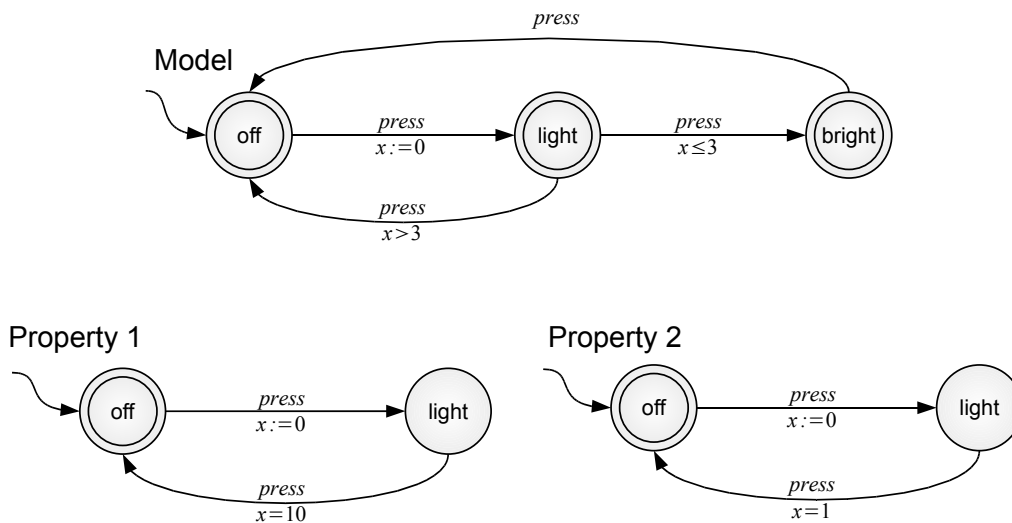 press
Model
off
press
x:=0
light
press
x≤3
bright
press
x>3
Property 1
off
press
x:=0
light
press
x=10
Property 2
off
press
x:=0
light
press
x=1